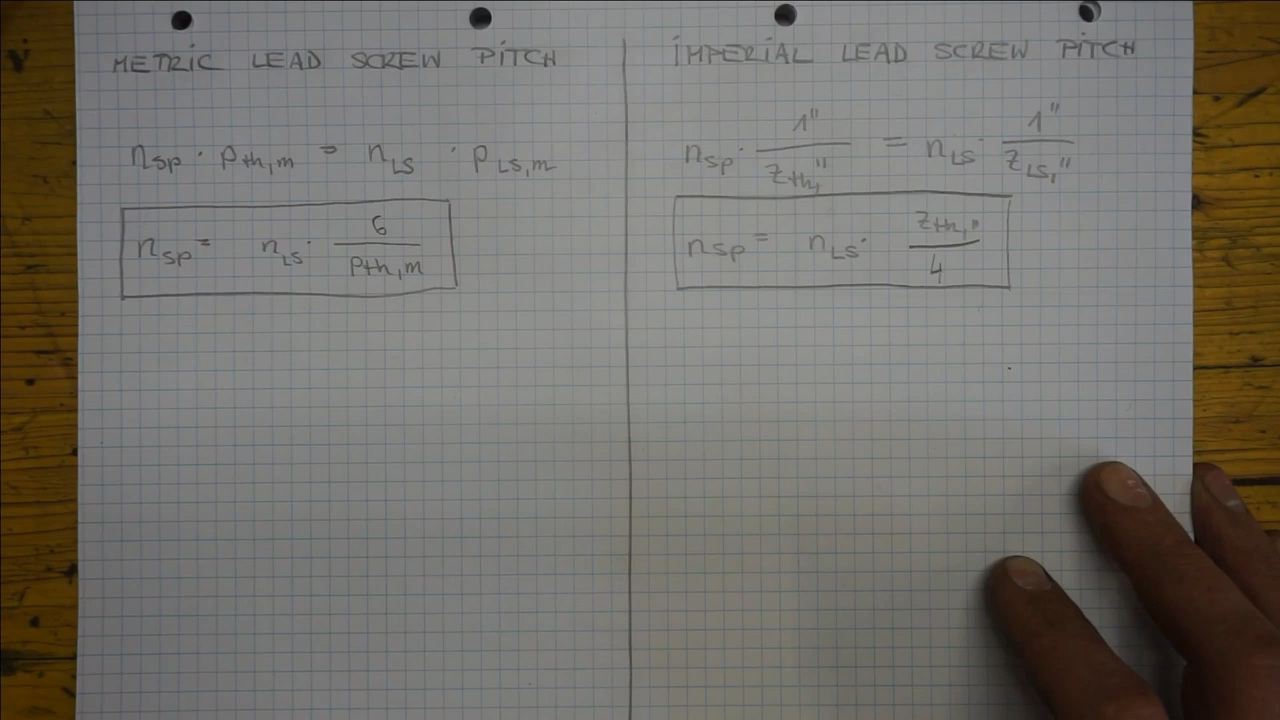 METRIC LEAD SCREW PITCH
n_sp · P_th,m = n_LS · P_LS,m
n_sp = n_LS · 6/P_th,m
IMPERIAL LEAD SCREW PITCH
n_sp · 1"/z_th," = n_LS · 1"/z_LS,"
n_sp = n_LS · z_th,"/4